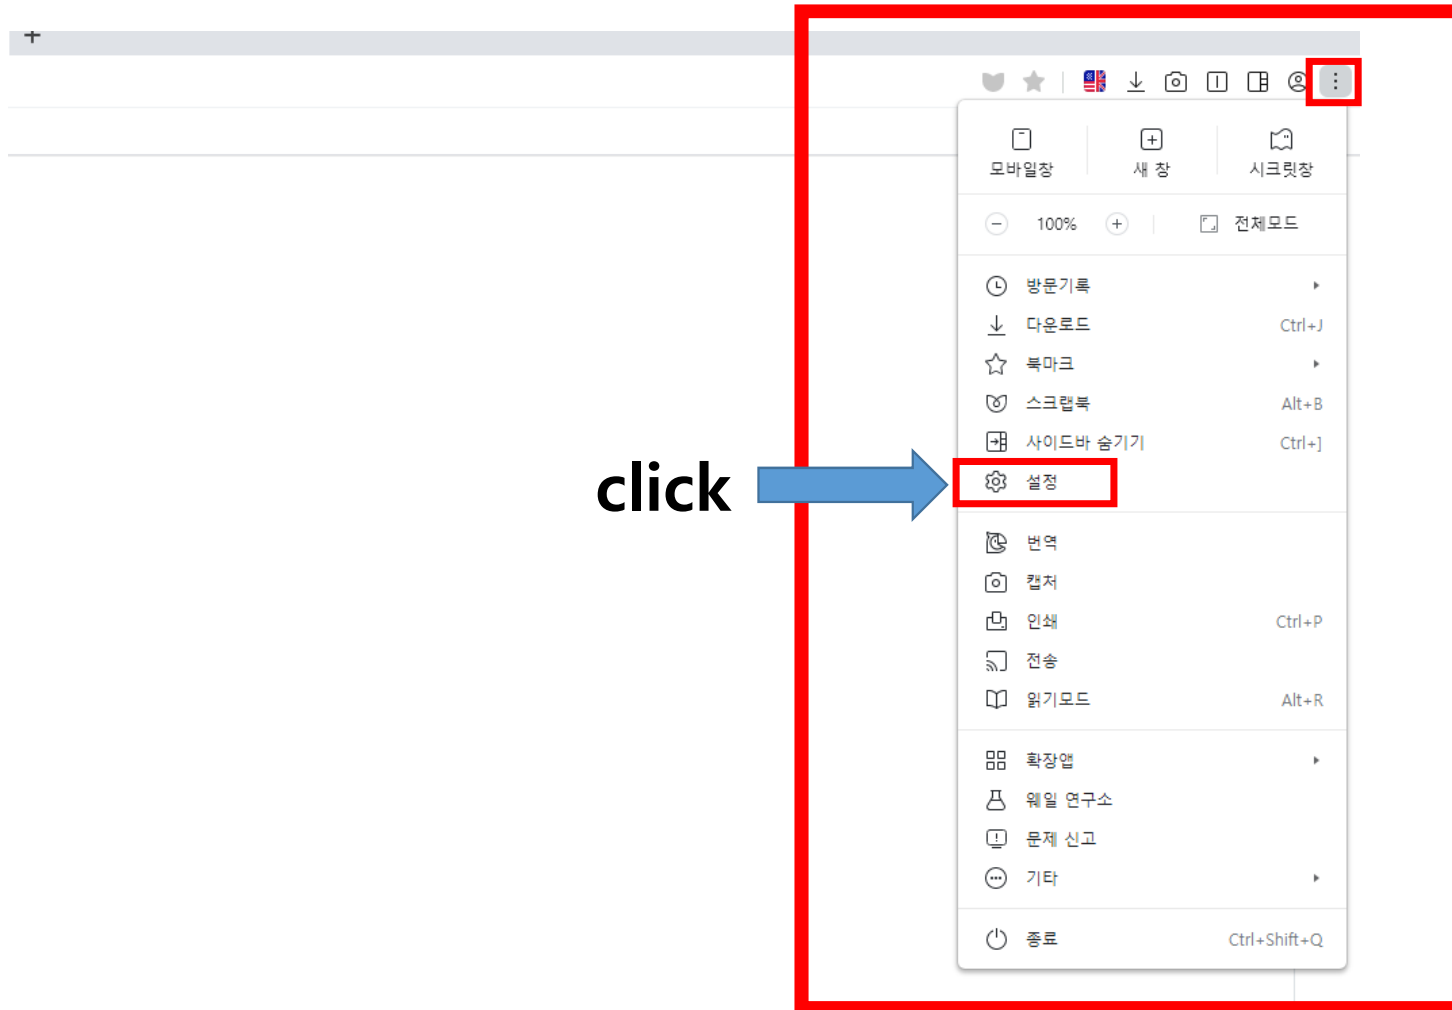 모바일창 새 창 시크릿창
100% 전체모드
방문기록
다운로드 Ctrl+J
북마크
스크랩북 Alt+B
사이드바 숨기기 Ctrl+]
click 설정
번역
캡처
인쇄 Ctrl+P
전송
읽기모드 Alt+R
확장앱
웨일 연구소
문제 신고
기타
종료 Ctrl+Shift+Q